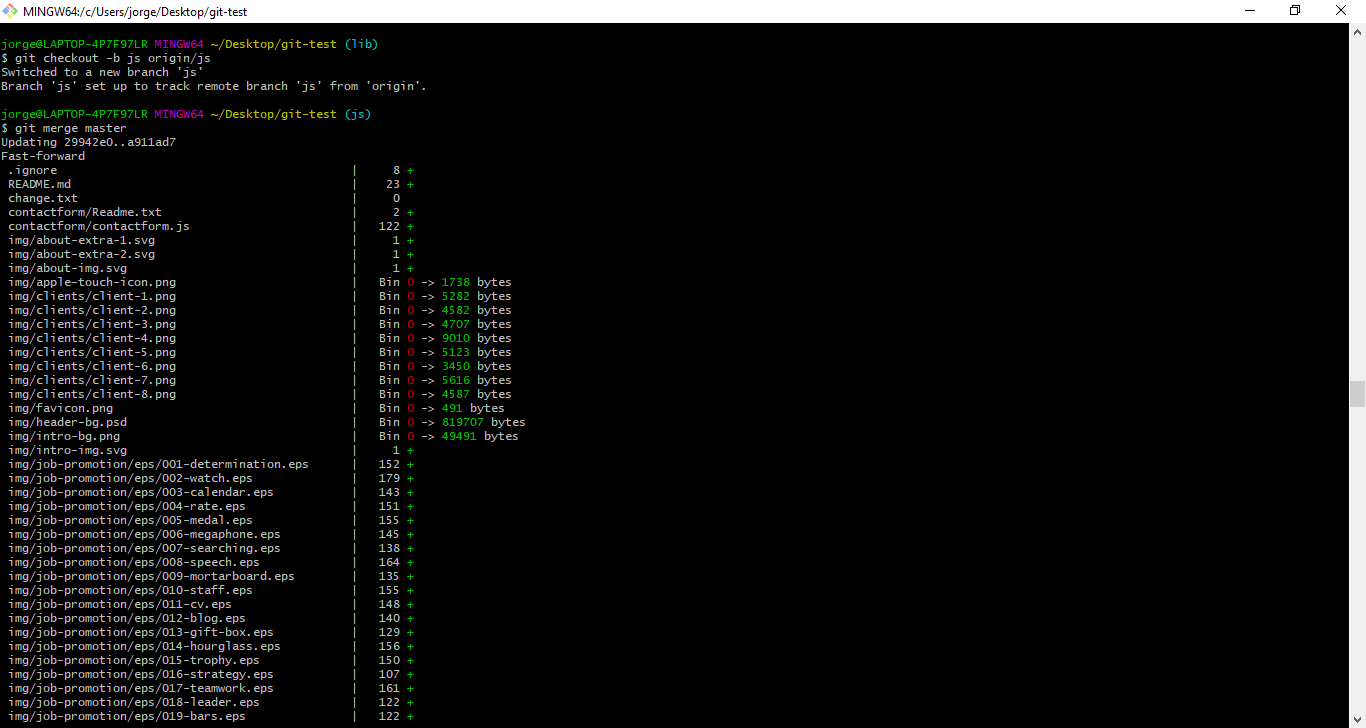 MINGW64:/c/Users/jorge/Desktop/git-test
jorge@LAPTOP-4P7F97LR MINGW64 ~/Desktop/git-test (lib)
$ git checkout -b js origin/js
Switched to a new branch 'js'
Branch 'js' set up to track remote branch 'js' from 'origin'.
jorge@LAPTOP-4P7F97LR MINGW64 ~/Desktop/git-test (js)
$ git merge master
Updating 29942e0..a911ad7
Fast-forward
.ignore | 8 +
README.md | 23 +
change.txt | 0
contactform/Readme.txt | 2 +
contactform/contactform.js | 122 +
img/about-extra-1.svg | 1 +
img/about-extra-2.svg | 1 +
img/about-img.svg | 1 +
img/apple-touch-icon.png | Bin 0 -> 1738 bytes
img/clients/client-1.png | Bin 0 -> 5282 bytes
img/clients/client-2.png | Bin 0 -> 4582 bytes
img/clients/client-3.png | Bin 0 -> 4707 bytes
img/clients/client-4.png | Bin 0 -> 9010 bytes
img/clients/client-5.png | Bin 0 -> 5123 bytes
img/clients/client-6.png | Bin 0 -> 3450 bytes
img/clients/client-7.png | Bin 0 -> 5616 bytes
img/clients/client-8.png | Bin 0 -> 4587 bytes
img/favicon.png | Bin 0 -> 491 bytes
img/header-bg.psd | Bin 0 -> 819707 bytes
img/intro-bg.png | Bin 0 -> 49491 bytes
img/intro-img.svg | 1 +
img/job-promotion/eps/001-determination.eps | 152 +
img/job-promotion/eps/002-watch.eps | 179 +
img/job-promotion/eps/003-calendar.eps | 143 +
img/job-promotion/eps/004-rate.eps | 151 +
img/job-promotion/eps/005-medal.eps | 155 +
img/job-promotion/eps/006-megaphone.eps | 145 +
img/job-promotion/eps/007-searching.eps | 138 +
img/job-promotion/eps/008-speech.eps | 164 +
img/job-promotion/eps/009-mortarboard.eps | 135 +
img/job-promotion/eps/010-staff.eps | 155 +
img/job-promotion/eps/011-cv.eps | 148 +
img/job-promotion/eps/012-blog.eps | 140 +
img/job-promotion/eps/013-gift-box.eps | 129 +
img/job-promotion/eps/014-hourglass.eps | 156 +
img/job-promotion/eps/015-trophy.eps | 150 +
img/job-promotion/eps/016-strategy.eps | 107 +
img/job-promotion/eps/017-teamwork.eps | 161 +
img/job-promotion/eps/018-leader.eps | 122 +
img/job-promotion/eps/019-bars.eps | 122 +